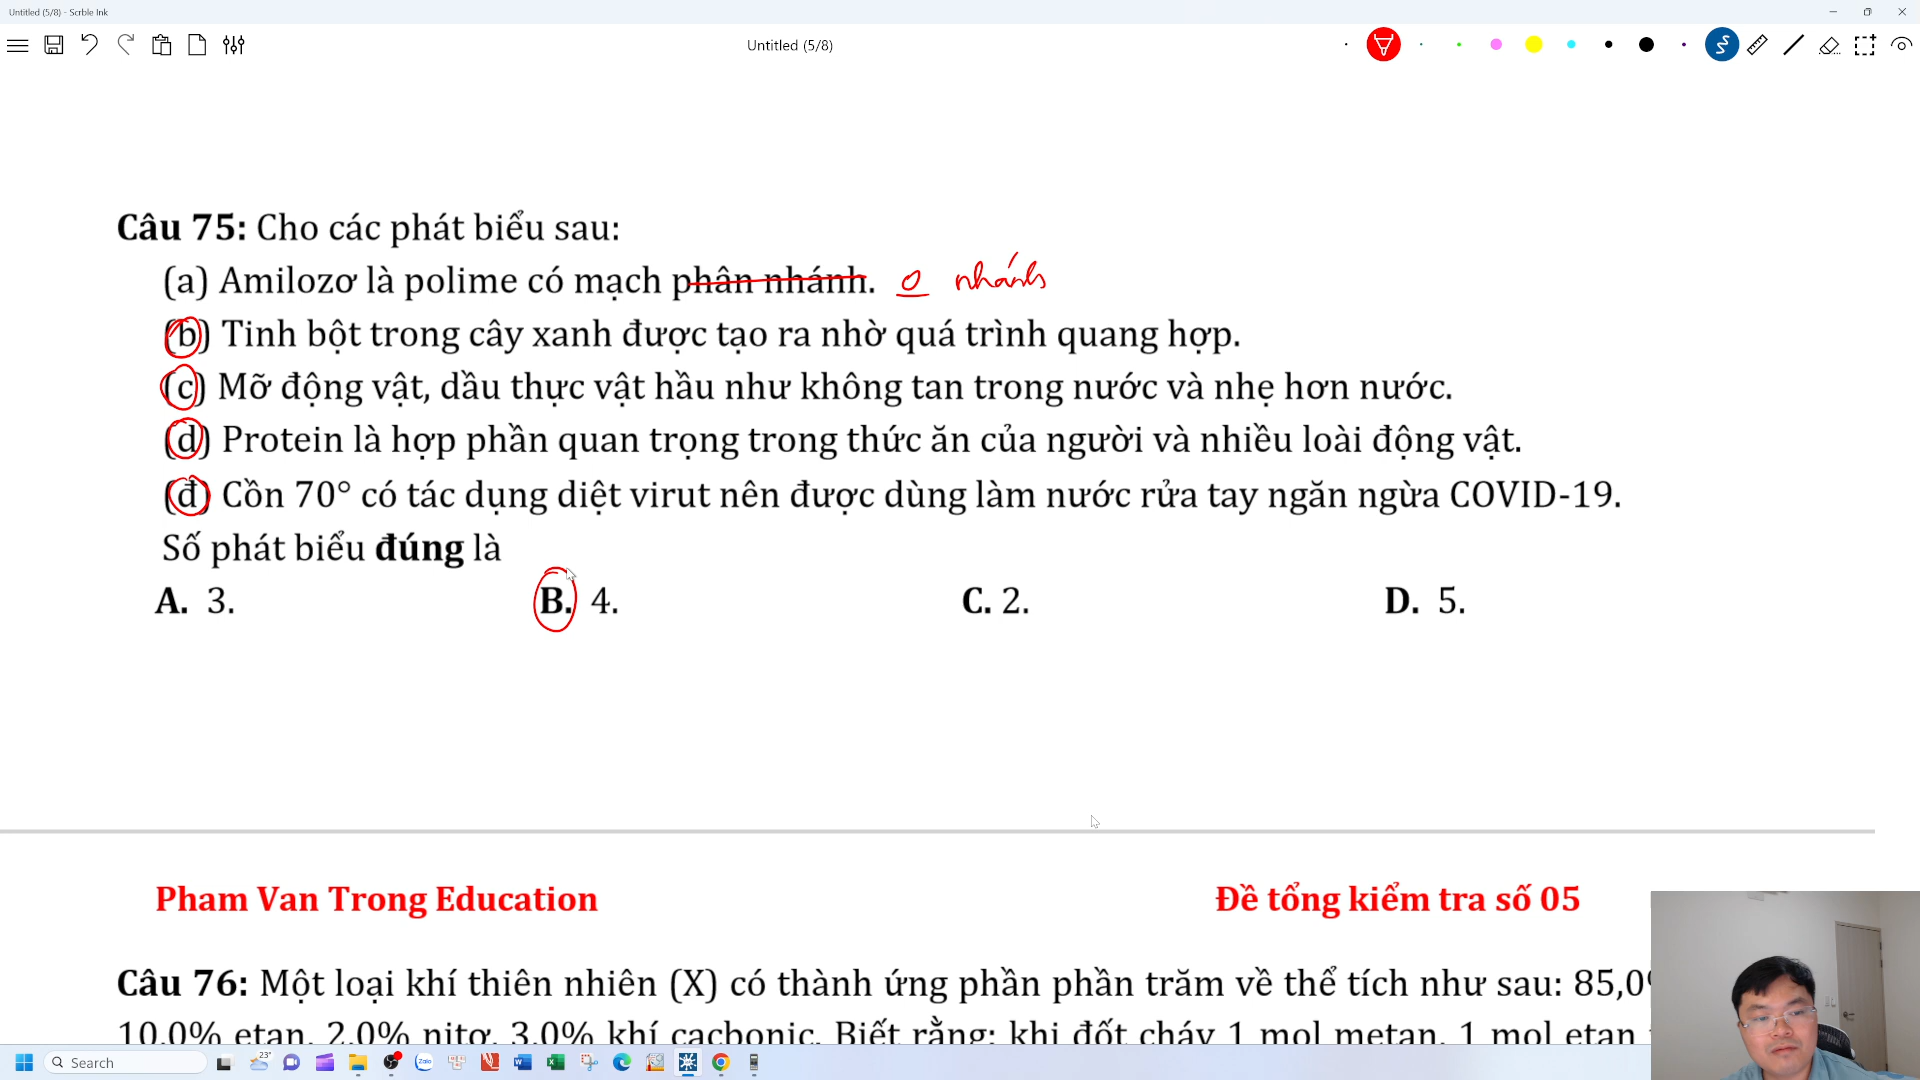 Untitled (5/8) - Scrble Ink
Untitled (5/8)
Câu 75: Cho các phát biểu sau:
(a) Amilozơ là polime có mạch phân nhánh. 0 nhánh
(b) Tinh bột trong cây xanh được tạo ra nhờ quá trình quang hợp.
(c) Mỡ động vật, dầu thực vật hầu như không tan trong nước và nhẹ hơn nước.
(d) Protein là hợp phần quan trọng trong thức ăn của người và nhiều loài động vật.
(đ) Cồn 70° có tác dụng diệt virut nên được dùng làm nước rửa tay ngăn ngừa COVID-19.
Số phát biểu đúng là
A. 3. B. 4. C. 2. D. 5.
Pham Van Trong Education Đề tổng kiểm tra số 05
Câu 76: Một loại khí thiên nhiên (X) có thành ứng phần phần trăm về thể tích như sau: 85,0
10,0% etan, 2,0% nitơ, 3,0% khí cacbonic. Biết rằng: khi đốt cháy 1 mol metan, 1 mol etan
Search 23° Zalo